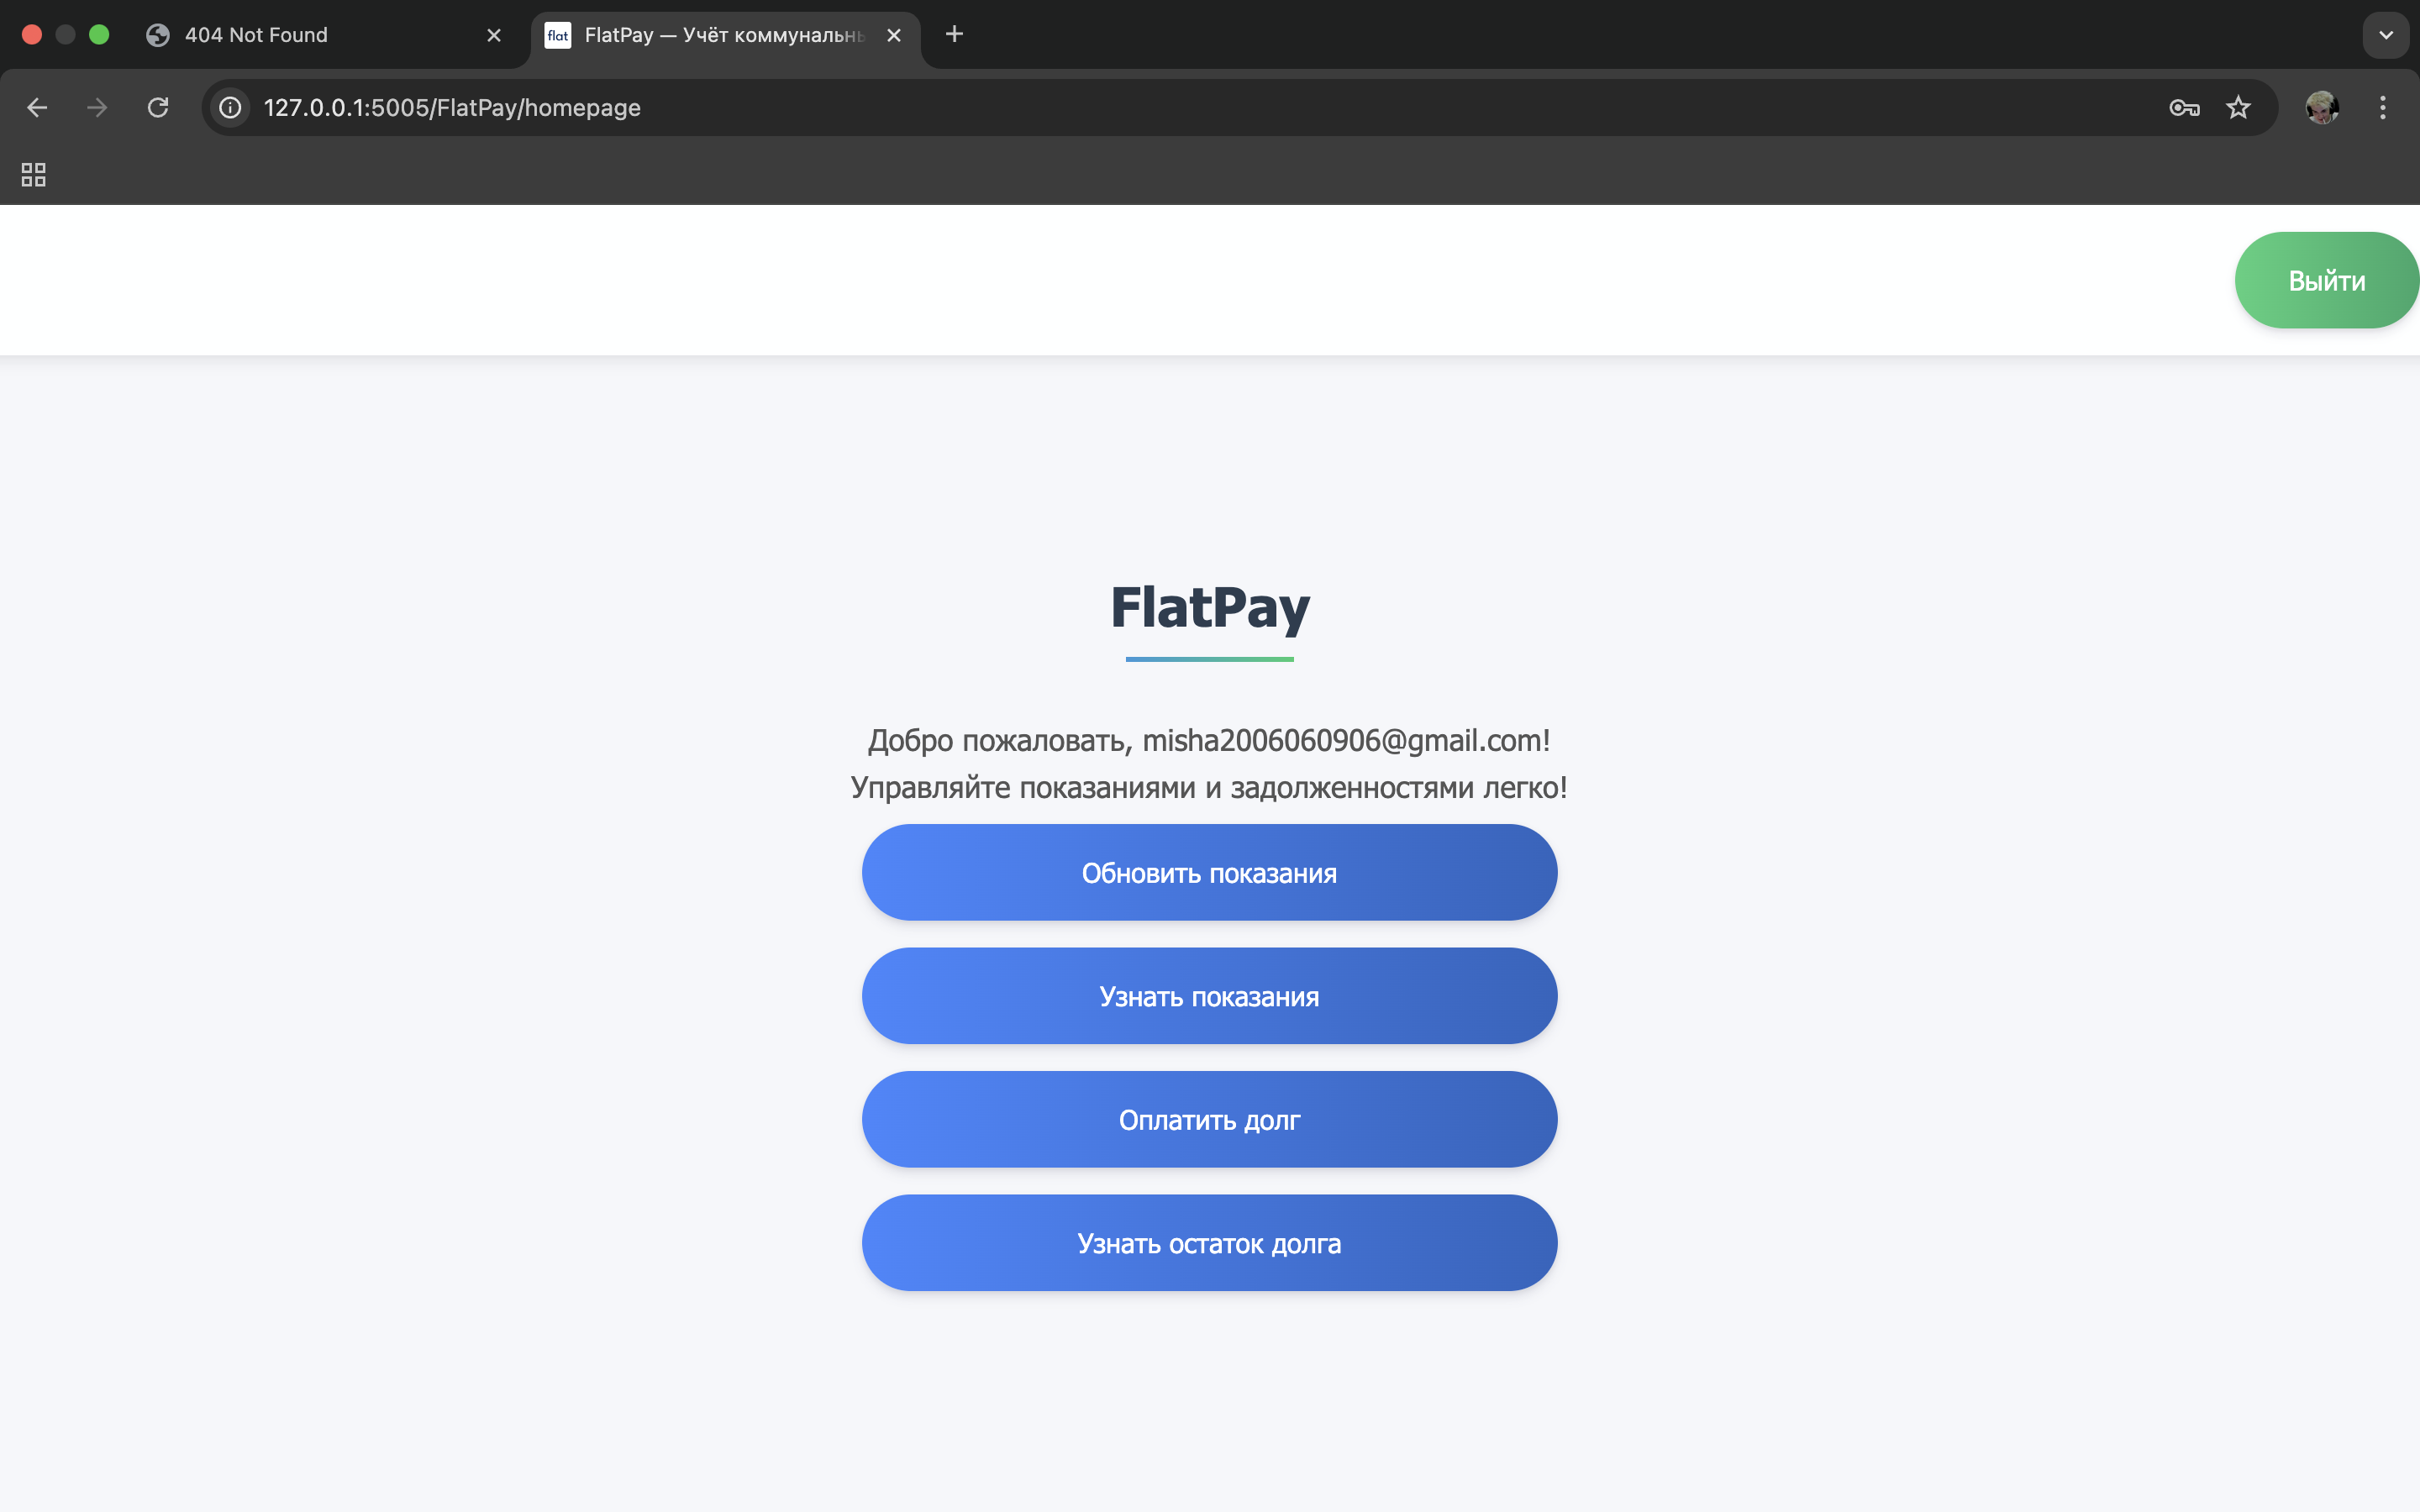 404 Not Found
flat
FlatPay — Учёт коммунальны
127.0.0.1:5005/FlatPay/homepage
Выйти
FlatPay
Добро пожаловать, misha2006060906@gmail.com!
Управляйте показаниями и задолженностями легко!
Обновить показания
Узнать показания
Оплатить долг
Узнать остаток долга